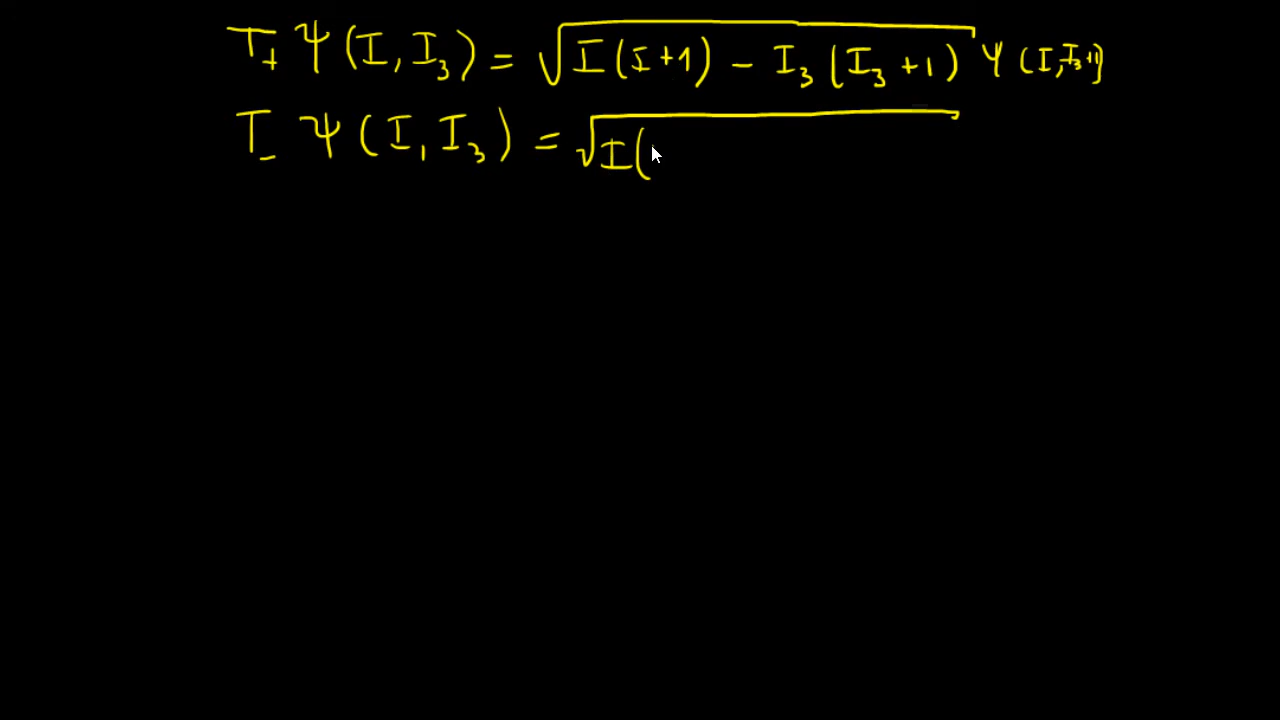 T₊ Ψ (I, I₃) = √(I(I+1) − I₃(I₃+1)) Ψ (I, I₃+1)
T₋ Ψ (I, I₃) = √I(